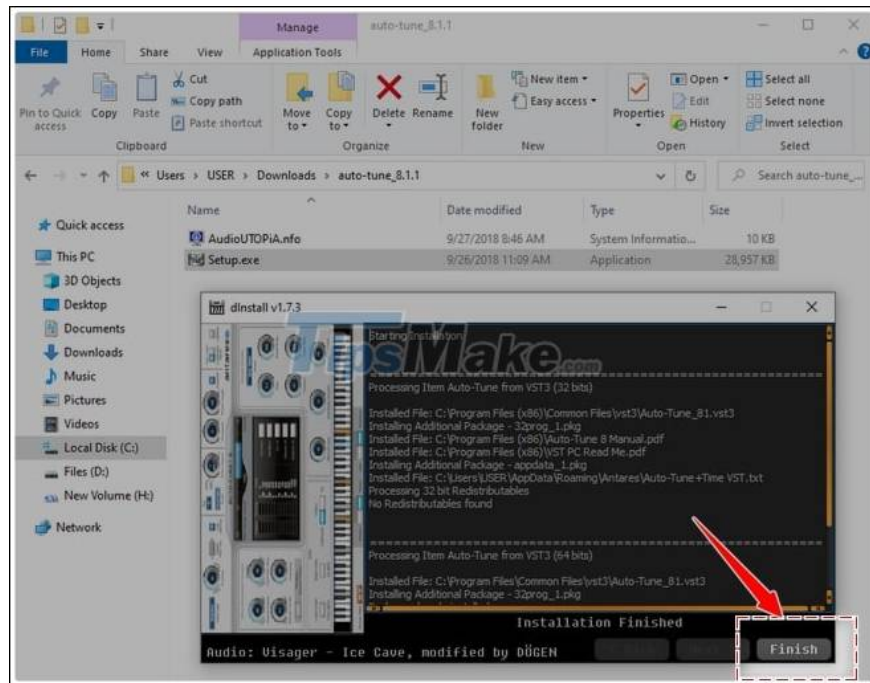 Manage
auto-tune_8.1.1
File Home Share View Application Tools
Pin to Quick access
Copy
Paste
Cut
Copy path
Paste shortcut
Move to
Copy to
Delete
Rename
New folder
New item
Easy access
Properties
Open
Edit
History
Select all
Select none
Invert selection
Clipboard Organize New Open Select
« Users › USER › Downloads › auto-tune_8.1.1
Search auto-tune_...
Name Date modified Type Size
AudioUTOPiA.nfo 9/27/2018 8:46 AM System Informatio... 10 KB
Setup.exe 9/26/2018 11:09 AM Application 28,957 KB
Quick access
This PC
3D Objects
Desktop
Documents
Downloads
Music
Pictures
Videos
Local Disk (C:)
Files (D:)
New Volume (H:)
Network
dInstall v1.7.3
Starting Installation
TipsMake.com
Processing Item Auto-Tune from VST3 (32 bits)
Installed File: C:\Program Files (x86)\Common Files\vst3\Auto-Tune_81.vst3
Installing Additional Package - 32prog_1.pkg
Installed File: C:\Program Files (x86)\Auto-Tune 8 Manual.pdf
Installed File: C:\Program Files (x86)\VST PC Read Me.pdf
Installing Additional Package - appdata_1.pkg
Installed File: C:\Users\USER\AppData\Roaming\Antares\Auto-Tune+Time VST.txt
Processing 32 bit Redistributables
No Redistributables found
Processing Item Auto-Tune from VST3 (64 bits)
Installed File: C:\Program Files\Common Files\vst3\Auto-Tune_81.vst3
Installing Additional Package - 32prog_1.pkg
Installation Finished
Audio: Visager - Ice Cave, modified by DÖGEN
Finish